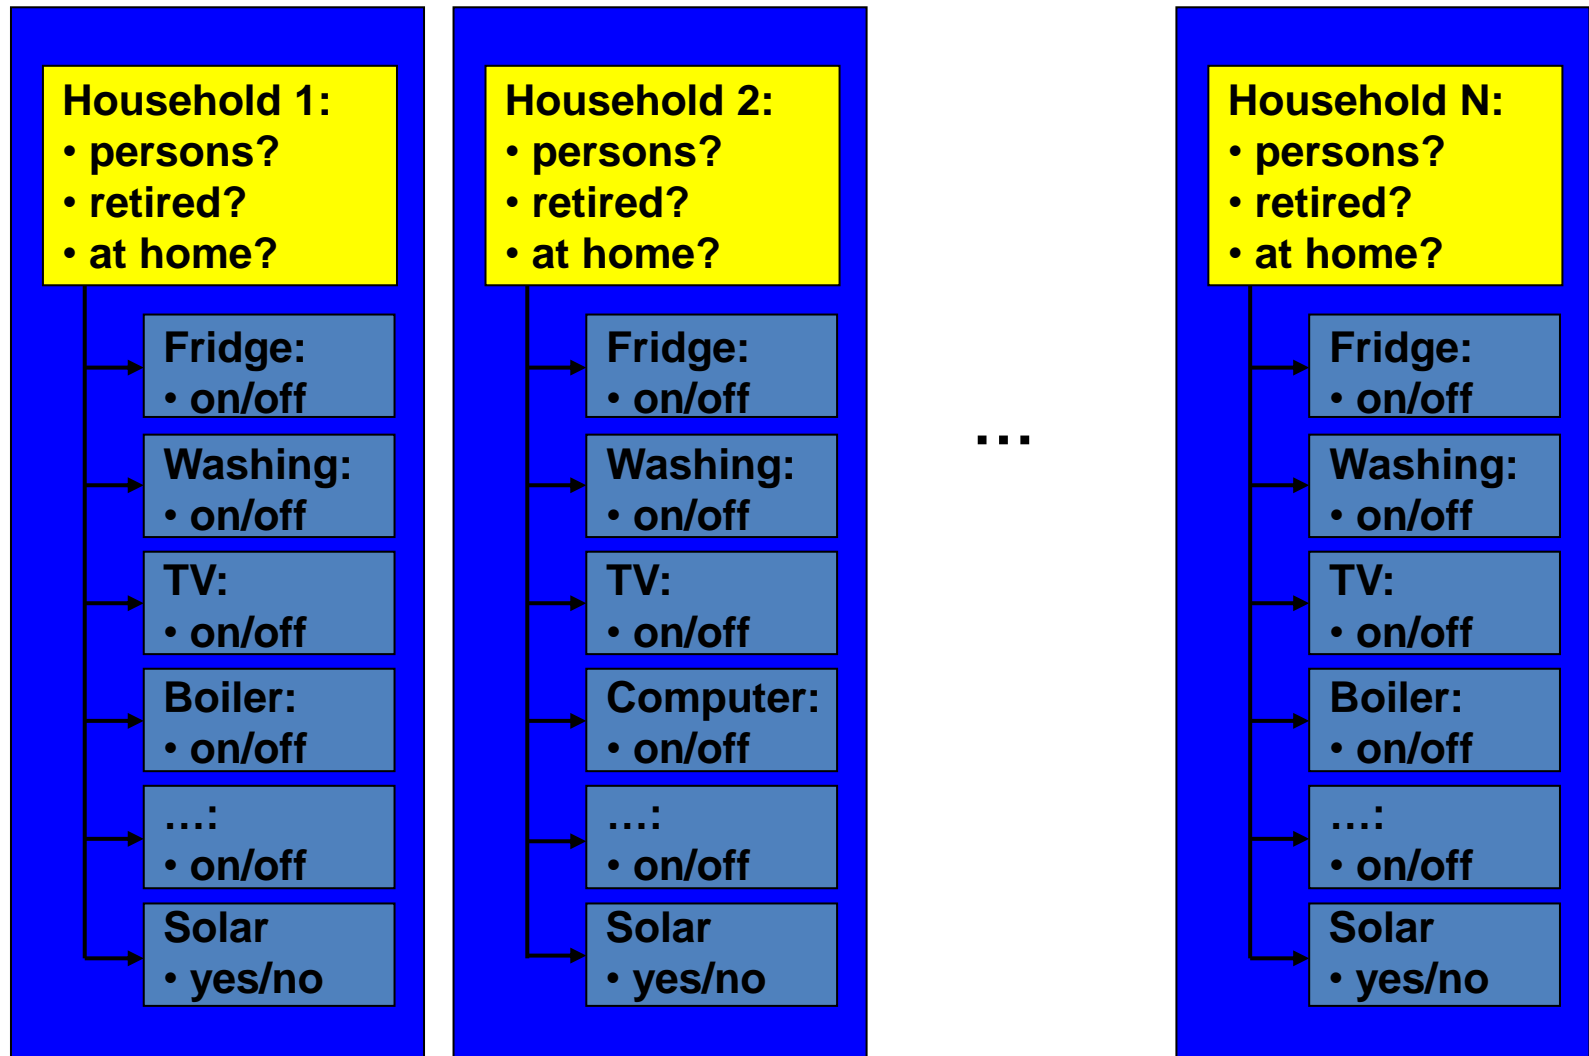 Household 1:
• persons?
• retired?
• at home?
Fridge:
• on/off
Washing:
• on/off
TV:
• on/off
Boiler:
• on/off
…:
• on/off
Solar
• yes/no
Household 2:
• persons?
• retired?
• at home?
Fridge:
• on/off
Washing:
• on/off
TV:
• on/off
Computer:
• on/off
…:
• on/off
Solar
• yes/no
…
Household N:
• persons?
• retired?
• at home?
Fridge:
• on/off
Washing:
• on/off
TV:
• on/off
Boiler:
• on/off
…:
• on/off
Solar
• yes/no